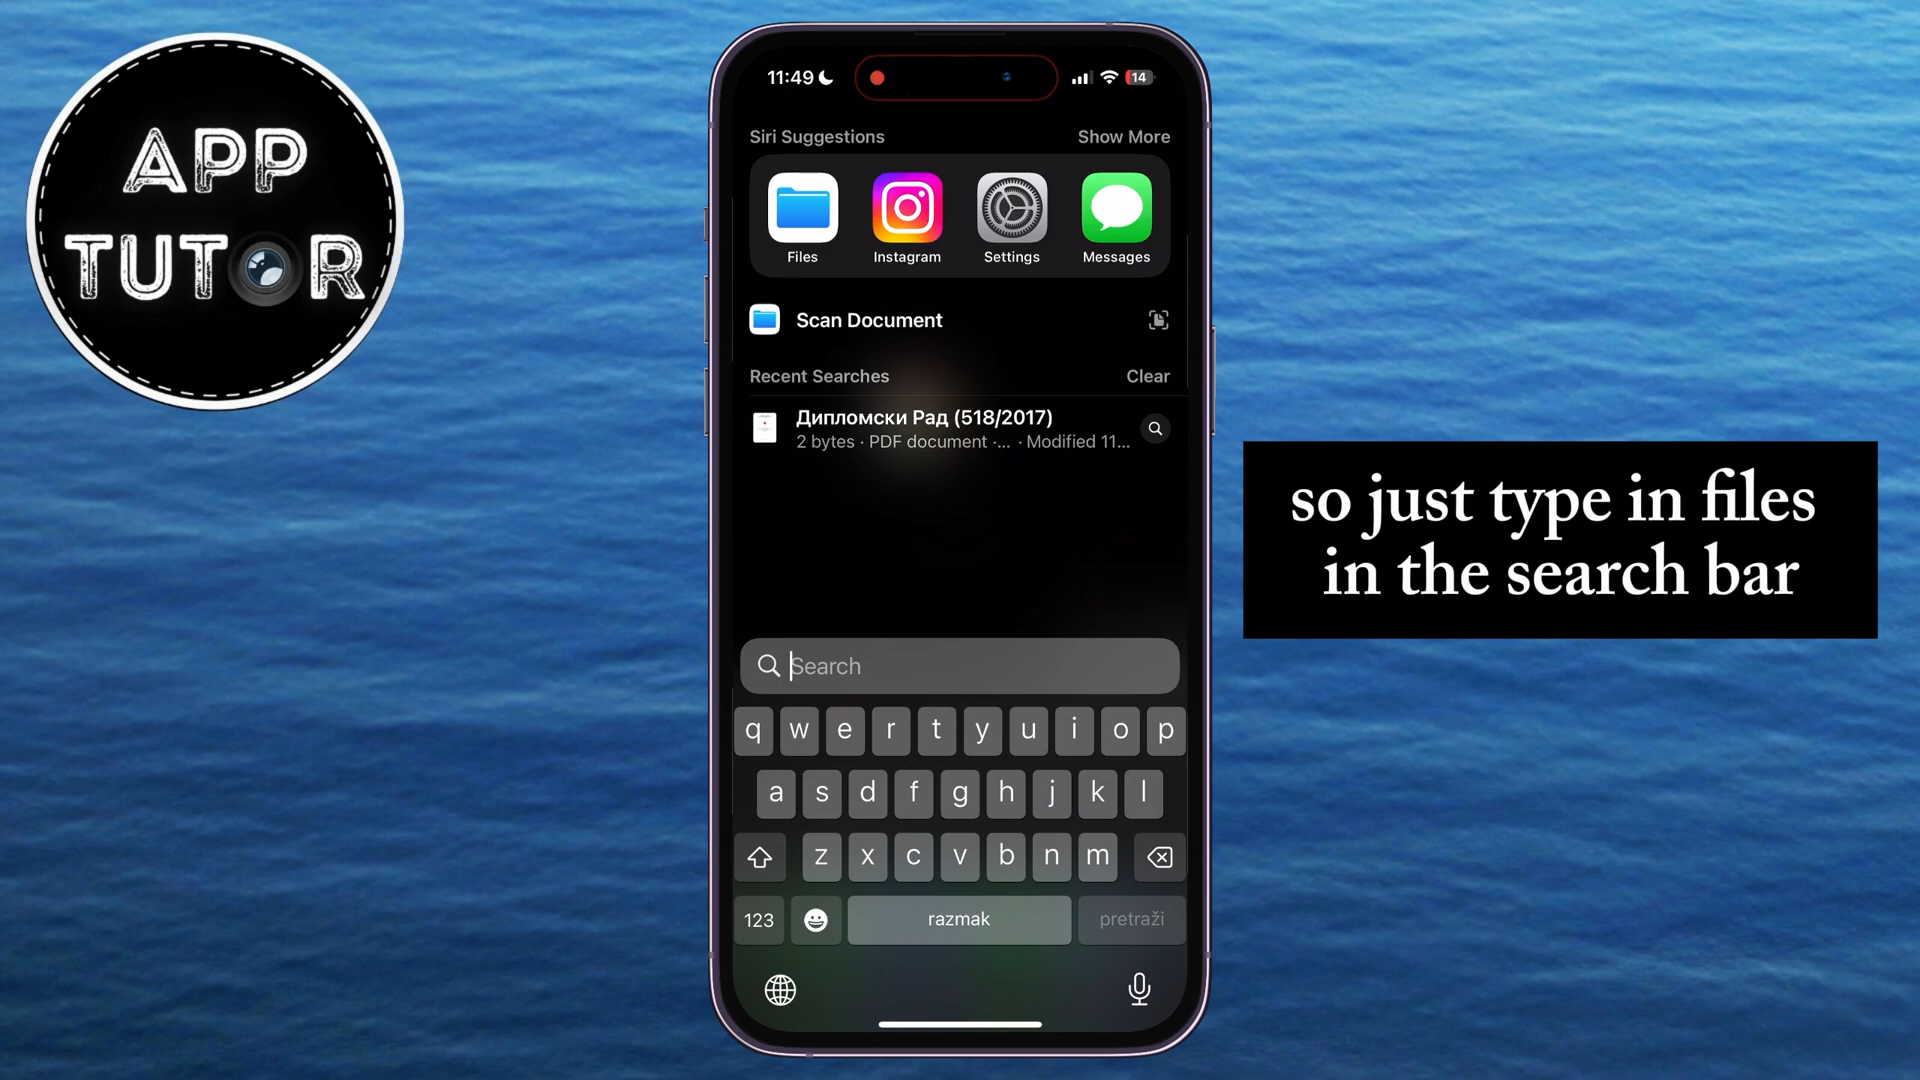 APP
TUTOR
11:49
14
Siri Suggestions
Show More
Files
Instagram
Settings
Messages
Scan Document
Recent Searches
Clear
Дипломски Рад (518/2017)
2 bytes · PDF document ·... · Modified 11...
so just type in files
in the search bar
Search
q w e r t y u i o p
a s d f g h j k l
z x c v b n m
123
razmak
pretraži